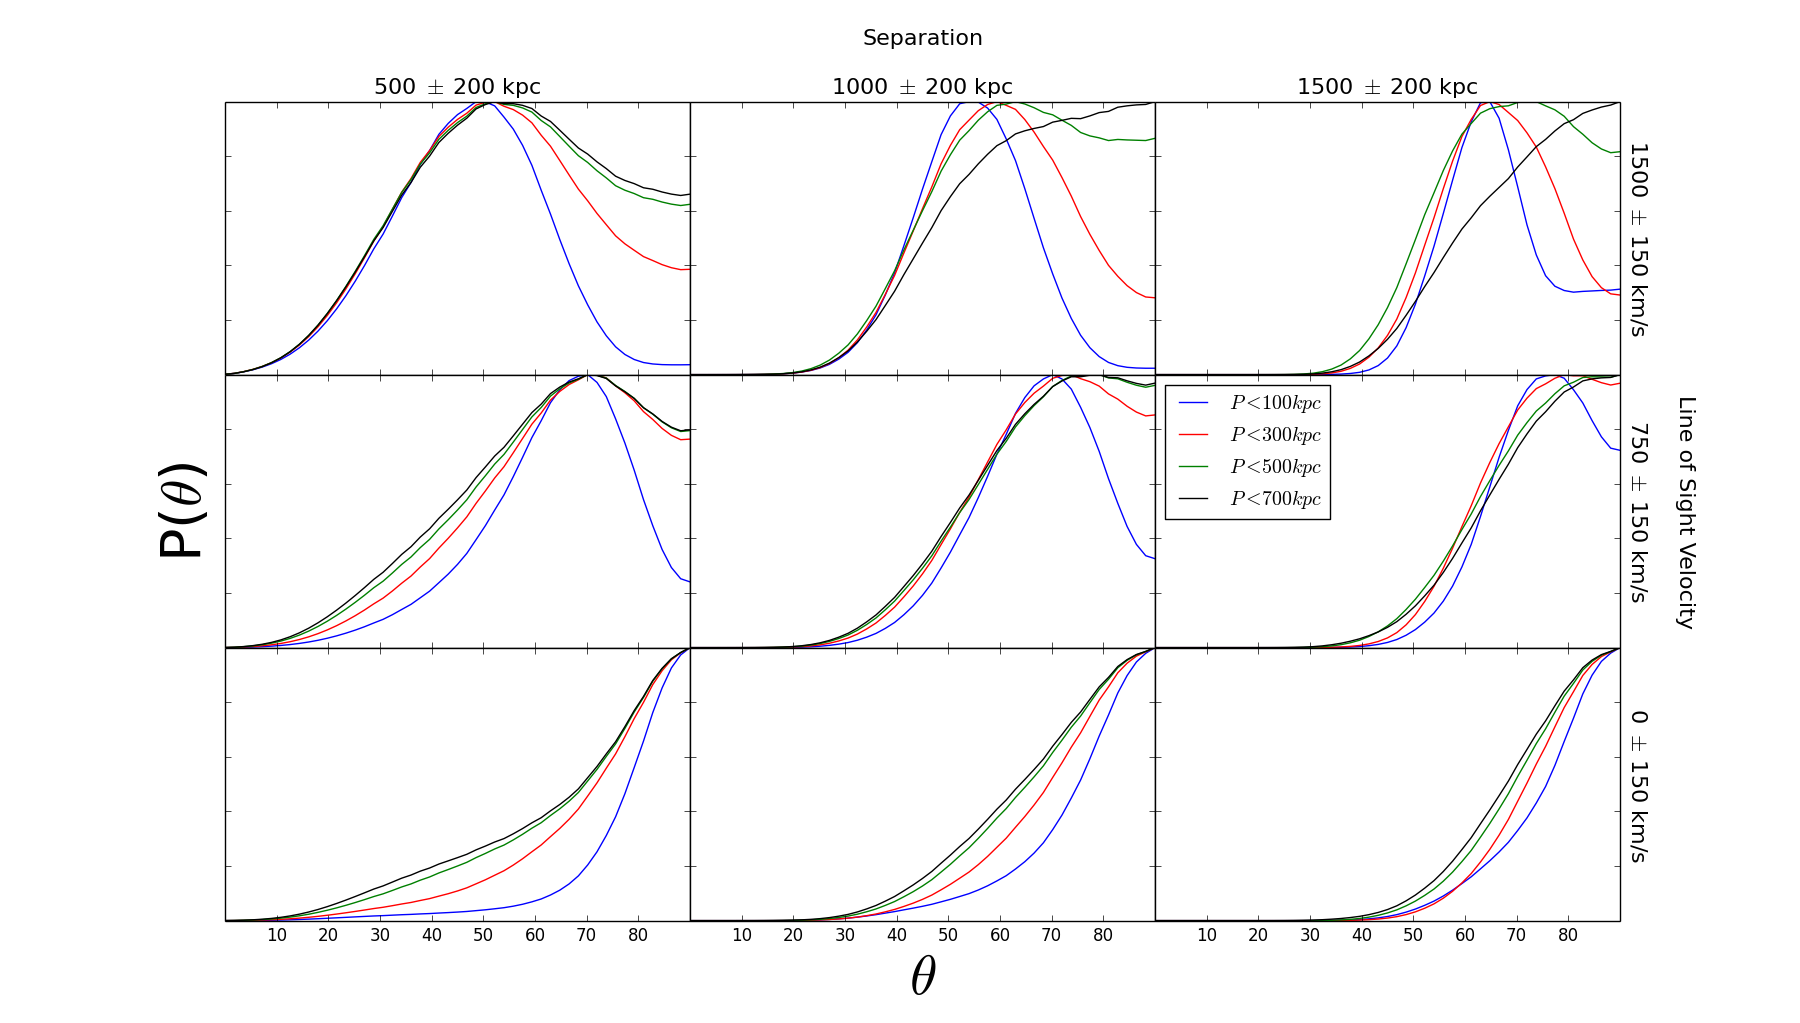 Separation
500 ± 200 kpc
1000 ± 200 kpc
1500 ± 200 kpc
1500 ± 150 km/s
P(θ)
P<100kpc
P<300kpc
P<500kpc
P<700kpc
750 ± 150 km/s
Line of Sight Velocity
0 ± 150 km/s
10 20 30 40 50 60 70 80 10 20 30 40 50 60 70 80 10 20 30 40 50 60 70 80
θ